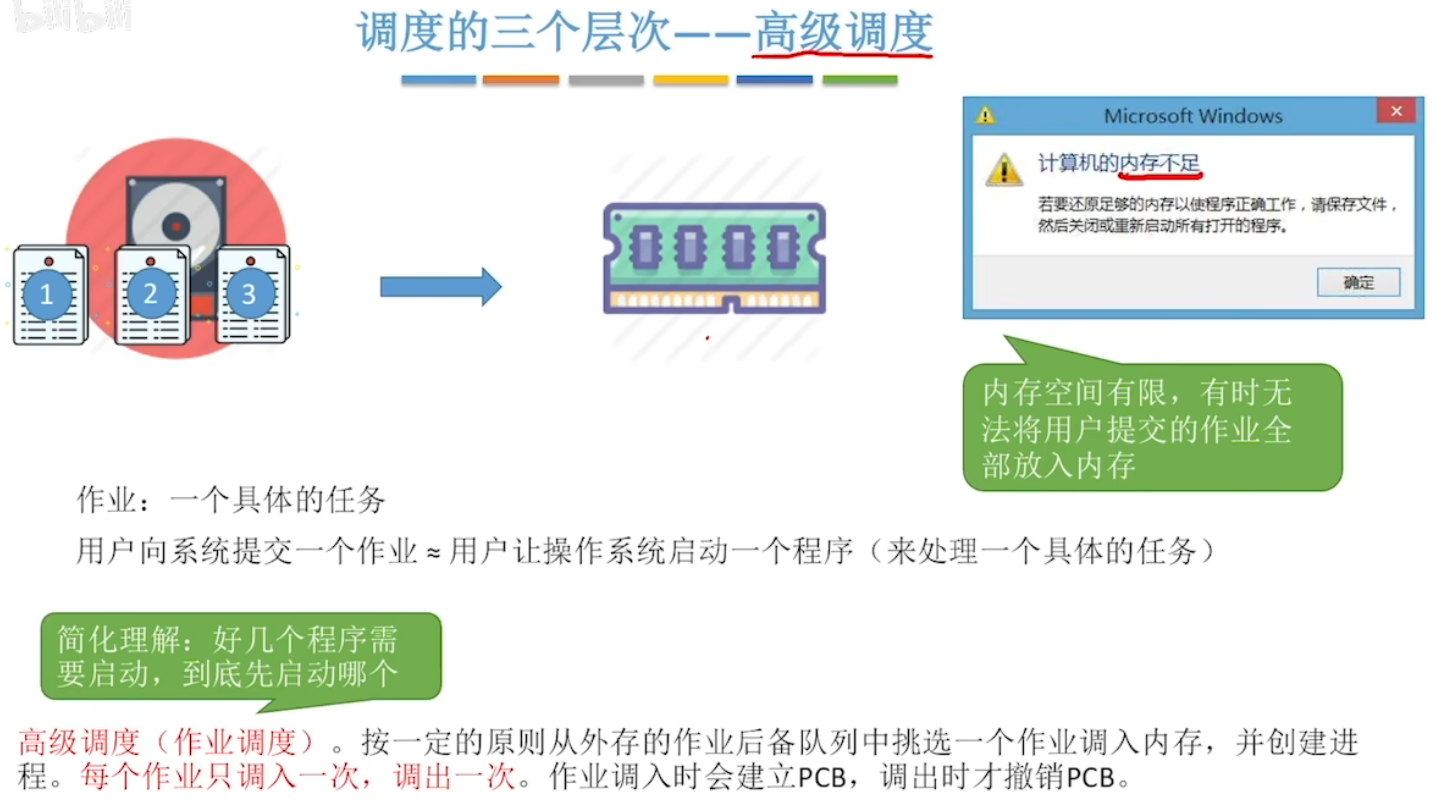 bilibili
调度的三个层次——高级调度
Microsoft Windows
计算机的内存不足
若要还原足够的内存以使程序正确工作，请保存文件，
然后关闭或重新启动所有打开的程序。
确定
1
2
3
内存空间有限，有时无
法将用户提交的作业全
部放入内存
作业：一个具体的任务
用户向系统提交一个作业 ≈ 用户让操作系统启动一个程序（来处理一个具体的任务）
简化理解：好几个程序需
要启动，到底先启动哪个
高级调度（作业调度）。按一定的原则从外存的作业后备队列中挑选一个作业调入内存，并创建进
程。每个作业只调入一次，调出一次。作业调入时会建立PCB，调出时才撤销PCB。